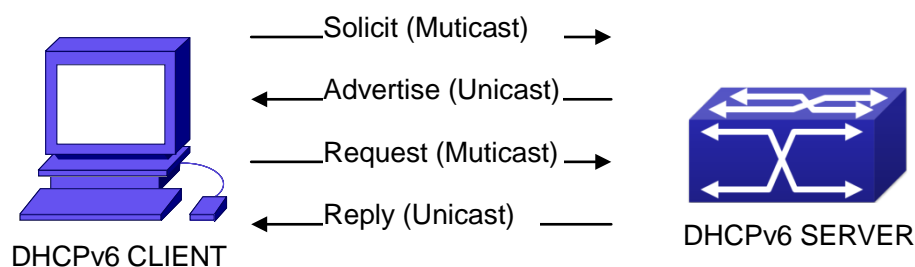 Solicit (Muticast)
Advertise (Unicast)
Request (Muticast)
Reply (Unicast)
DHCPv6 CLIENT
DHCPv6 SERVER